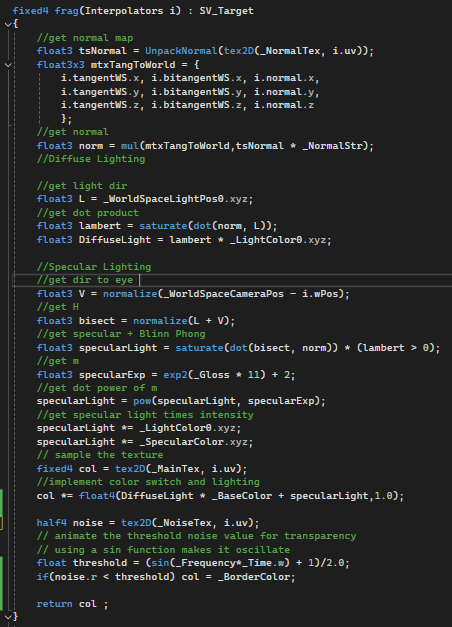 fixed4 frag(Interpolators i) : SV_Target
{
//get normal map
float3 tsNormal = UnpackNormal(tex2D(_NormalTex, i.uv));
float3x3 mtxTangToWorld = {
i.tangentWS.x, i.bitangentWS.x, i.normal.x,
i.tangentWS.y, i.bitangentWS.y, i.normal.y,
i.tangentWS.z, i.bitangentWS.z, i.normal.z
};
//get normal
float3 norm = mul(mtxTangToWorld,tsNormal * _NormalStr);
//Diffuse Lighting
//get light dir
float3 L = _WorldSpaceLightPos0.xyz;
//get dot product
float3 lambert = saturate(dot(norm, L));
float3 DiffuseLight = lambert * _LightColor0.xyz;
//Specular Lighting
//get dir to eye
float3 V = normalize(_WorldSpaceCameraPos - i.wPos);
//get H
float3 bisect = normalize(L + V);
//get specular + Blinn Phong
float3 specularLight = saturate(dot(bisect, norm)) * (lambert > 0);
//get m
float3 specularExp = exp2(_Gloss * 11) + 2;
//get dot power of m
specularLight = pow(specularLight, specularExp);
//get specular light times intensity
specularLight *= _LightColor0.xyz;
specularLight *= _SpecularColor.xyz;
// sample the texture
fixed4 col = tex2D(_MainTex, i.uv);
//implement color switch and lighting
col *= float4(DiffuseLight * _BaseColor + specularLight,1.0);
half4 noise = tex2D(_NoiseTex, i.uv);
// animate the threshold noise value for transparency
// using a sin function makes it oscillate
float threshold = (sin(_Frequency*_Time.w) + 1)/2.0;
if(noise.r < threshold) col = _BorderColor;
return col ;
}